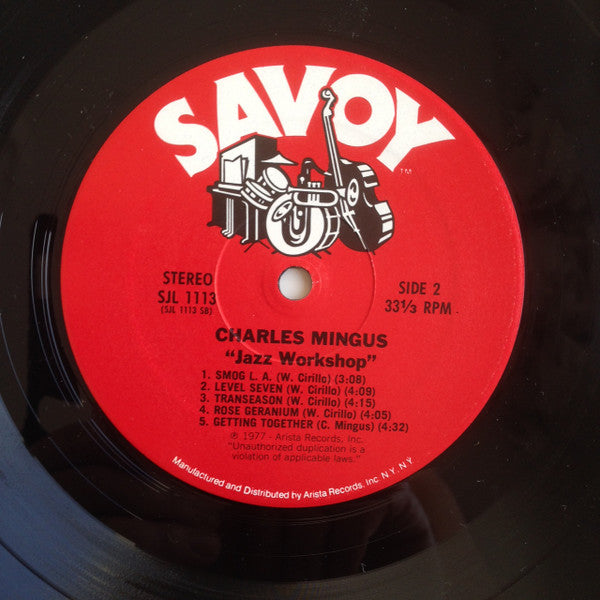 SAVOY
TM
STEREO
SJL 1113
(SJL 1113 SB)
SIDE 2
33⅓ RPM
CHARLES MINGUS
"Jazz Workshop"
1. SMOG L. A. (W. Cirillo) (3:08)
2. LEVEL SEVEN (W. Cirillo) (4:09)
3. TRANSEASON (W. Cirillo) (4:15)
4. ROSE GERANIUM (W. Cirillo) (4:05)
5. GETTING TOGETHER (C. Mingus) (4:32)
℗ 1977 - Arista Records, Inc.
"Unauthorized duplication is a
violation of applicable laws."
Manufactured and Distributed by Arista Records, Inc. N.Y., N.Y.